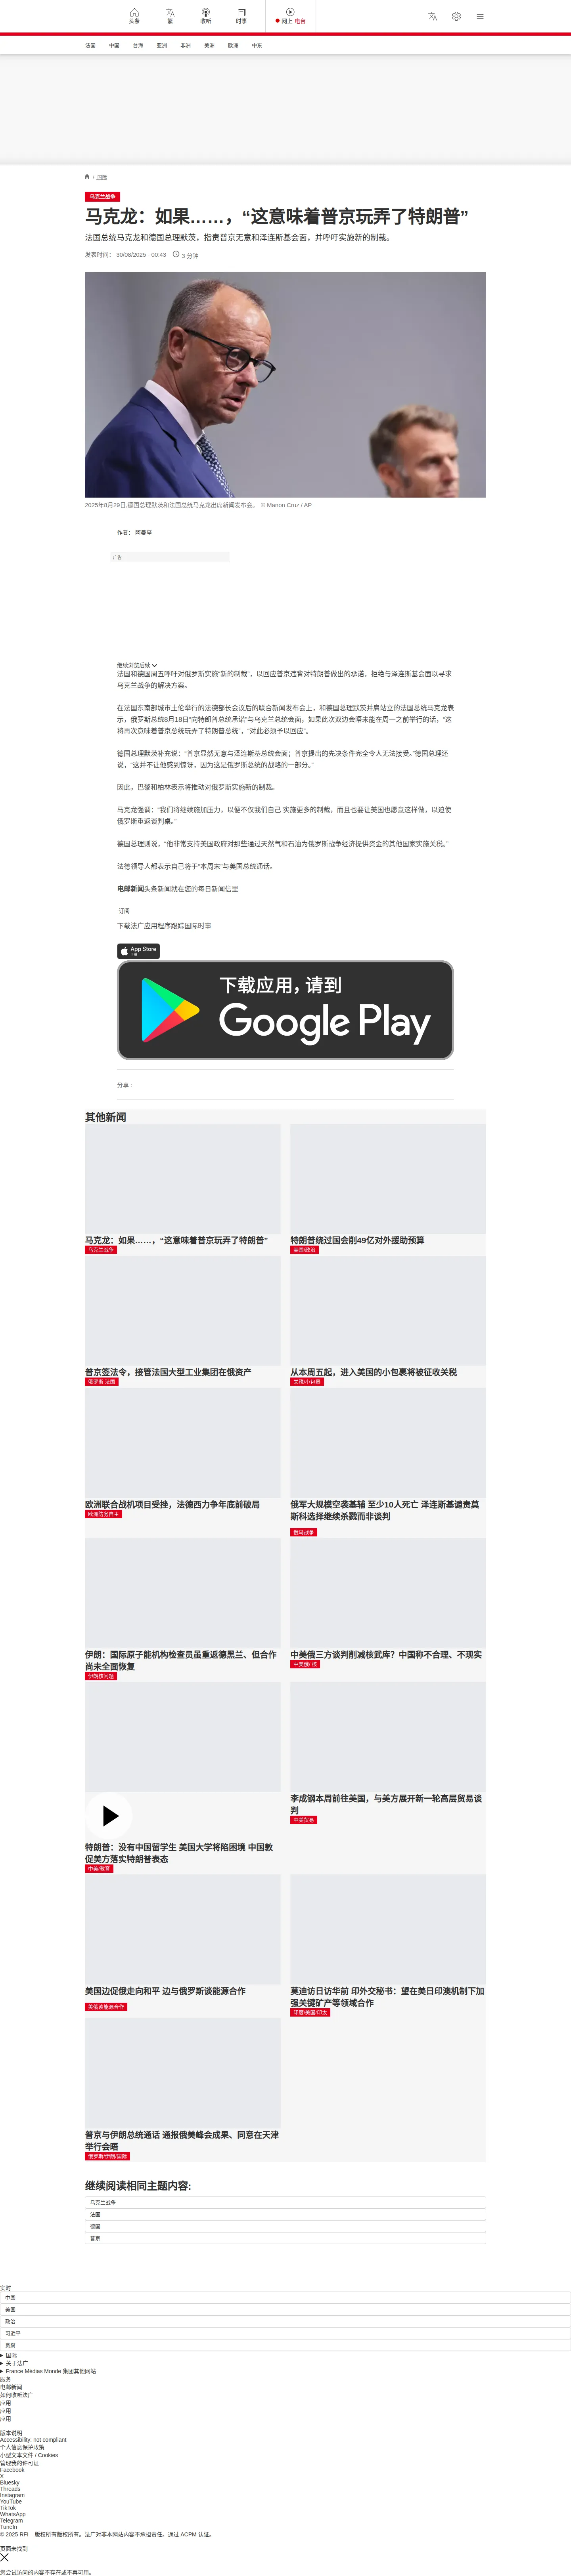 头条
繁
收听
时事
网上 电台
法国
中国
台海
亚洲
非洲
美洲
欧洲
中东
/ 国际
乌克兰战争
马克龙：如果……，“这意味着普京玩弄了特朗普”
法国总统马克龙和德国总理默茨，指责普京无意和泽连斯基会面，并呼吁实施新的制裁。
发表时间： 30/08/2025 - 00:43
3 分钟
2025年8月29日,德国总理默茨和法国总统马克龙出席新闻发布会。 © Manon Cruz / AP
作者： 阿曼亭
广告
继续浏览后续
法国和德国周五呼吁对俄罗斯实施“新的制裁”，以回应普京违背对特朗普做出的承诺，拒绝与泽连斯基会面以寻求
乌克兰战争的解决方案。
在法国东南部城市土伦举行的法德部长会议后的联合新闻发布会上，和德国总理默茨并肩站立的法国总统马克龙表
示，俄罗斯总统8月18日“向特朗普总统承诺”与乌克兰总统会面，如果此次双边会晤未能在周一之前举行的话，“这
将再次意味着普京总统玩弄了特朗普总统”，“对此必须予以回应”。
德国总理默茨补充说：“普京显然无意与泽连斯基总统会面；普京提出的先决条件完全令人无法接受。”德国总理还
说，“这并不让他感到惊讶，因为这是俄罗斯总统的战略的一部分。”
因此，巴黎和柏林表示将推动对俄罗斯实施新的制裁。
马克龙强调：“我们将继续施加压力，以便不仅我们自己 实施更多的制裁，而且也要让美国也愿意这样做，以迫使
俄罗斯重返谈判桌。”
德国总理则说，“他非常支持美国政府对那些通过天然气和石油为俄罗斯战争经济提供资金的其他国家实施关税。”
法德领导人都表示自己将于“本周末”与美国总统通话。
电邮新闻头条新闻就在您的每日新闻信里
订阅
下载法广应用程序跟踪国际时事
App Store
下载
下载应用，请到
Google Play
分享 :
其他新闻
马克龙：如果……，“这意味着普京玩弄了特朗普”
乌克兰战争
特朗普绕过国会削49亿对外援助预算
美国/政治
普京签法令，接管法国大型工业集团在俄资产
俄罗斯 法国
从本周五起，进入美国的小包裹将被征收关税
关税/小包裹
欧洲联合战机项目受挫，法德西力争年底前破局
欧洲防务自主
俄军大规模空袭基辅 至少10人死亡 泽连斯基谴责莫
斯科选择继续杀戮而非谈判
俄乌战争
伊朗：国际原子能机构检查员虽重返德黑兰、但合作
尚未全面恢复
伊朗核问题
中美俄三方谈判削减核武库？中国称不合理、不现实
中美俄/ 核
特朗普：没有中国留学生 美国大学将陷困境 中国敦
促美方落实特朗普表态
中美/教育
李成钢本周前往美国，与美方展开新一轮高层贸易谈
判
中美贸易
美国边促俄走向和平 边与俄罗斯谈能源合作
美俄谈能源合作
莫迪访日访华前 印外交秘书：望在美日印澳机制下加
强关键矿产等领域合作
印度/美国/印太
普京与伊朗总统通话 通报俄美峰会成果、同意在天津
举行会晤
俄罗斯/伊朗/国际
继续阅读相同主题内容:
乌克兰战争
法国
德国
普京
实时
中国
美国
政治
习近平
贪腐
国际
关于法广
France Médias Monde 集团其他网站
服务
电邮新闻
如何收听法广
应用
应用
应用
版本说明
Accessibility: not compliant
个人信息保护政策
小型文本文件 / Cookies
管理我的许可证
Facebook
X
Bluesky
Threads
Instagram
YouTube
TikTok
WhatsApp
Telegram
TuneIn
© 2025 RFI – 版权所有版权所有。法广对非本网站内容不承担责任。通过 ACPM 认证。
页面未找到
您尝试访问的内容不存在或不再可用。